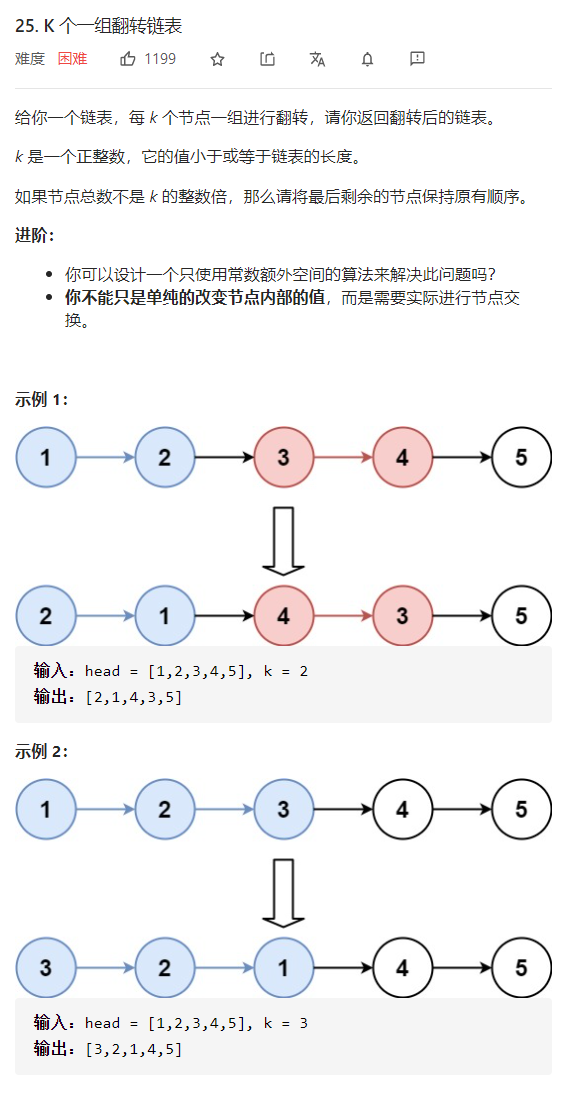 25. K 个一组翻转链表
难度 困难 1199
给你一个链表，每 k 个节点一组进行翻转，请你返回翻转后的链表。
k 是一个正整数，它的值小于或等于链表的长度。
如果节点总数不是 k 的整数倍，那么请将最后剩余的节点保持原有顺序。
进阶：
你可以设计一个只使用常数额外空间的算法来解决此问题吗？
你不能只是单纯的改变节点内部的值，而是需要实际进行节点交
换。
示例 1：
1 2 3 4 5
2 1 4 3 5
输入：head = [1,2,3,4,5], k = 2
输出：[2,1,4,3,5]
示例 2：
1 2 3 4 5
3 2 1 4 5
输入：head = [1,2,3,4,5], k = 3
输出：[3,2,1,4,5]